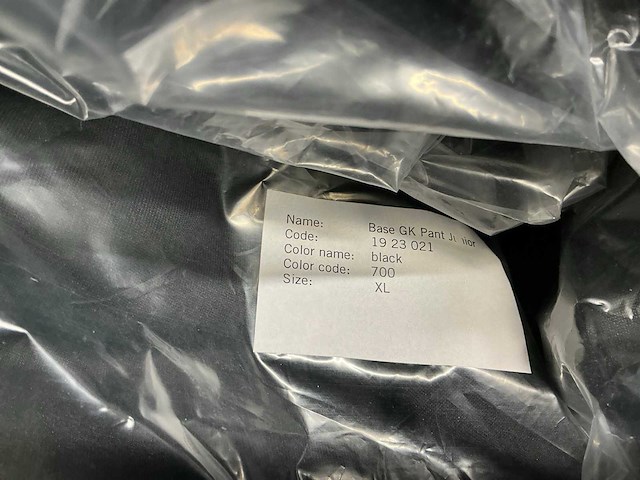 Name: Base GK Pant
Code: 19 23 021
Color name: black
Color code: 700
Size: XL